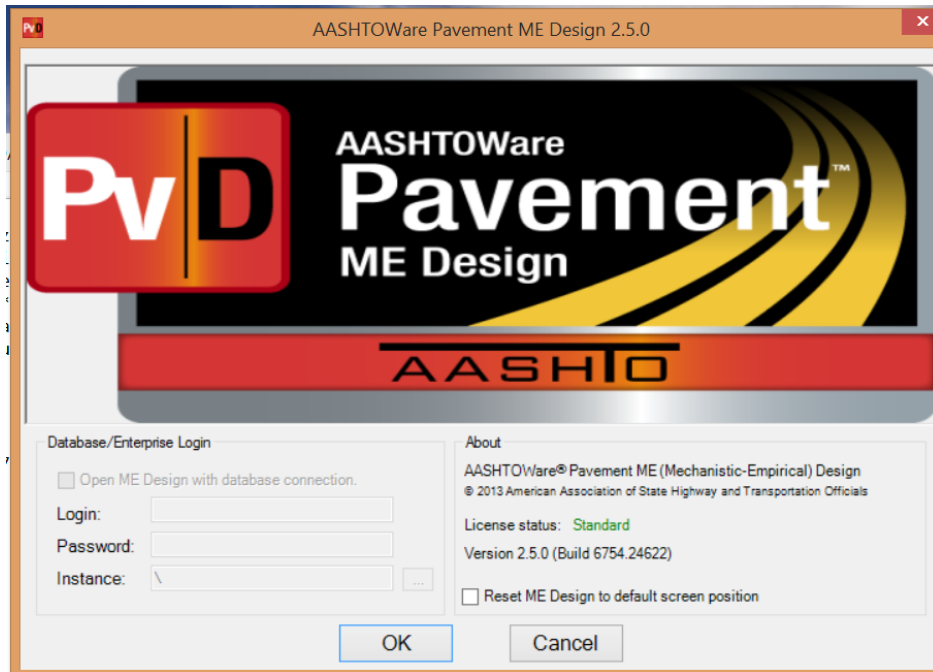 PvD
AASHTOWare Pavement ME Design 2.5.0
PvD
AASHTOWare
Pavement™
ME Design
AASHTO
Database/Enterprise Login
Open ME Design with database connection.
Login:
Password:
Instance: \
...
About
AASHTOWare® Pavement ME (Mechanistic-Empirical) Design
© 2013 American Association of State Highway and Transportation Officials
License status: Standard
Version 2.5.0 (Build 6754.24622)
Reset ME Design to default screen position
OK
Cancel